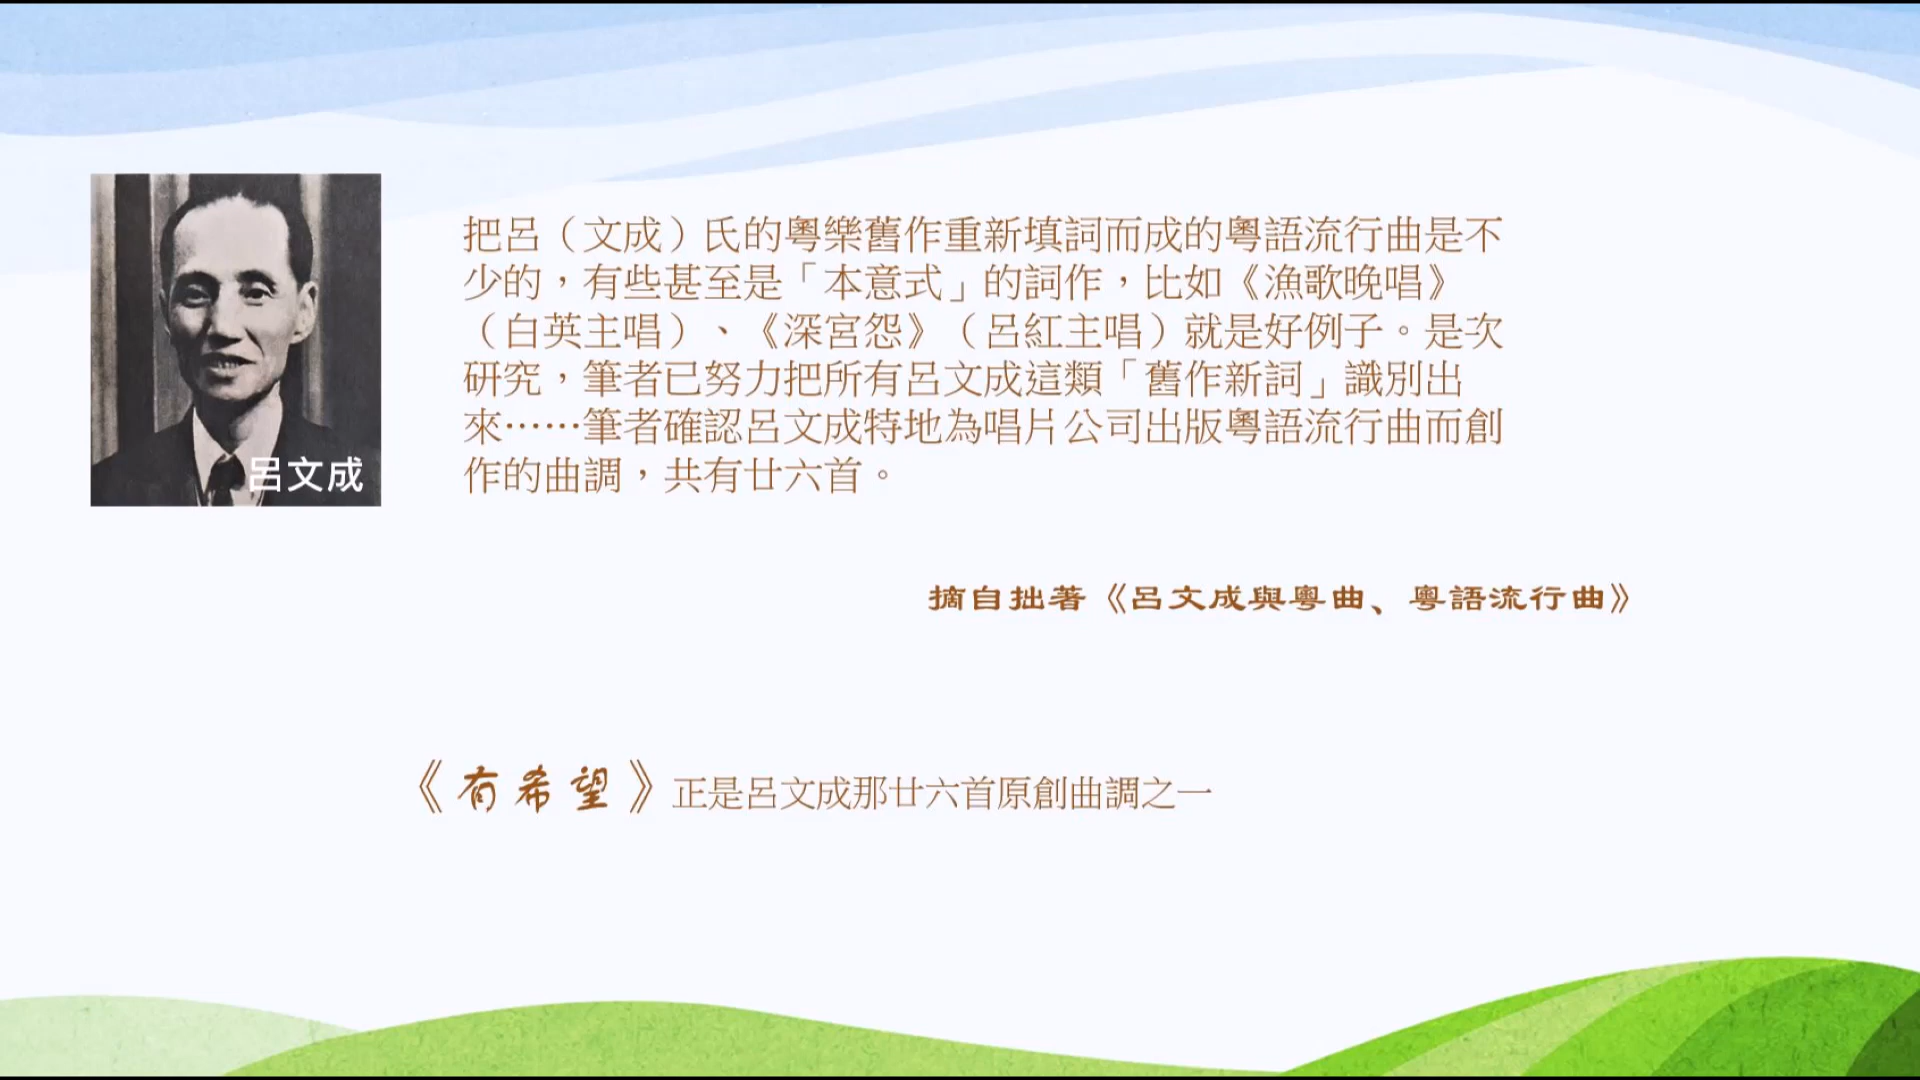 呂文成
把呂（文成）氏的粵樂舊作重新填詞而成的粵語流行曲是不
少的，有些甚至是「本意式」的詞作，比如《漁歌晚唱》
（白英主唱）、《深宮怨》（呂紅主唱）就是好例子。是次
研究，筆者已努力把所有呂文成這類「舊作新詞」識別出
來……筆者確認呂文成特地為唱片公司出版粵語流行曲而創
作的曲調，共有廿六首。
摘自拙著《呂文成與粵曲、粵語流行曲》
《有希望》正是呂文成那廿六首原創曲調之一